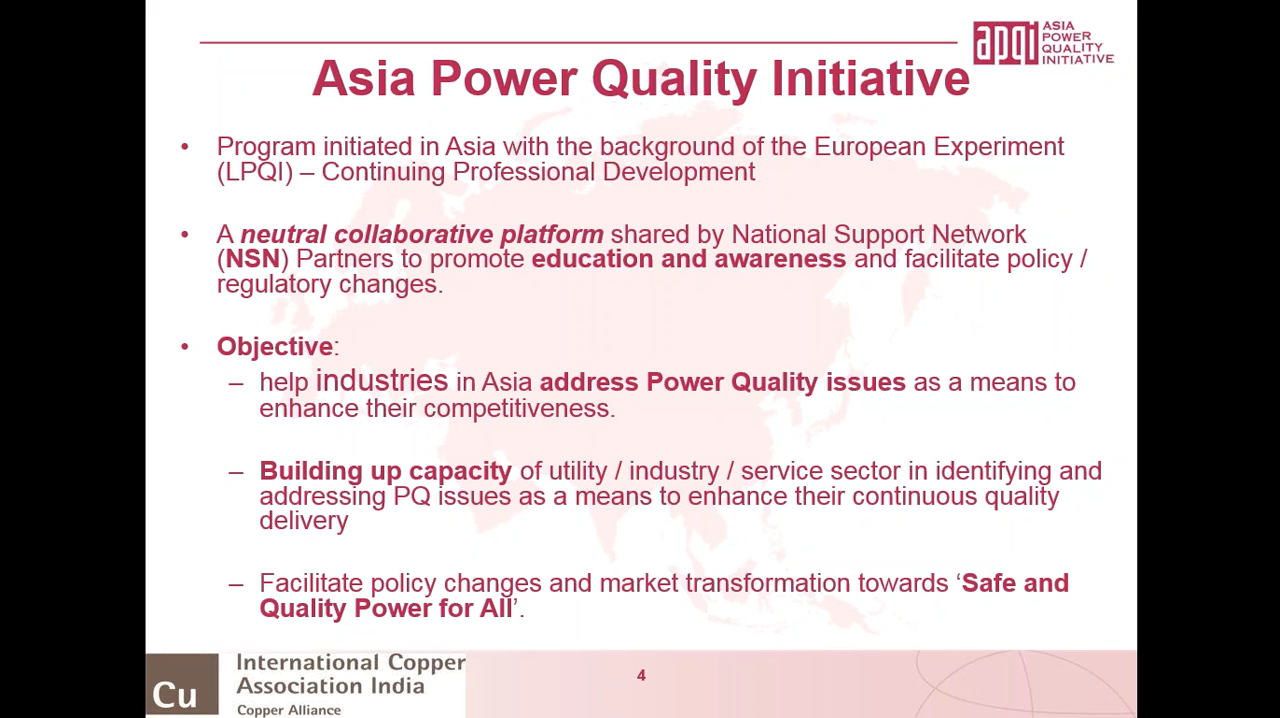 apqi ASIA
POWER
QUALITY
INITIATIVE
Asia Power Quality Initiative
• Program initiated in Asia with the background of the European Experiment
(LPQI) – Continuing Professional Development
• A neutral collaborative platform shared by National Support Network
(NSN) Partners to promote education and awareness and facilitate policy /
regulatory changes.
• Objective:
– help industries in Asia address Power Quality issues as a means to
enhance their competitiveness.
– Building up capacity of utility / industry / service sector in identifying and
addressing PQ issues as a means to enhance their continuous quality
delivery
– Facilitate policy changes and market transformation towards ‘Safe and
Quality Power for All’.
Cu
International Copper
Association India
Copper Alliance
4